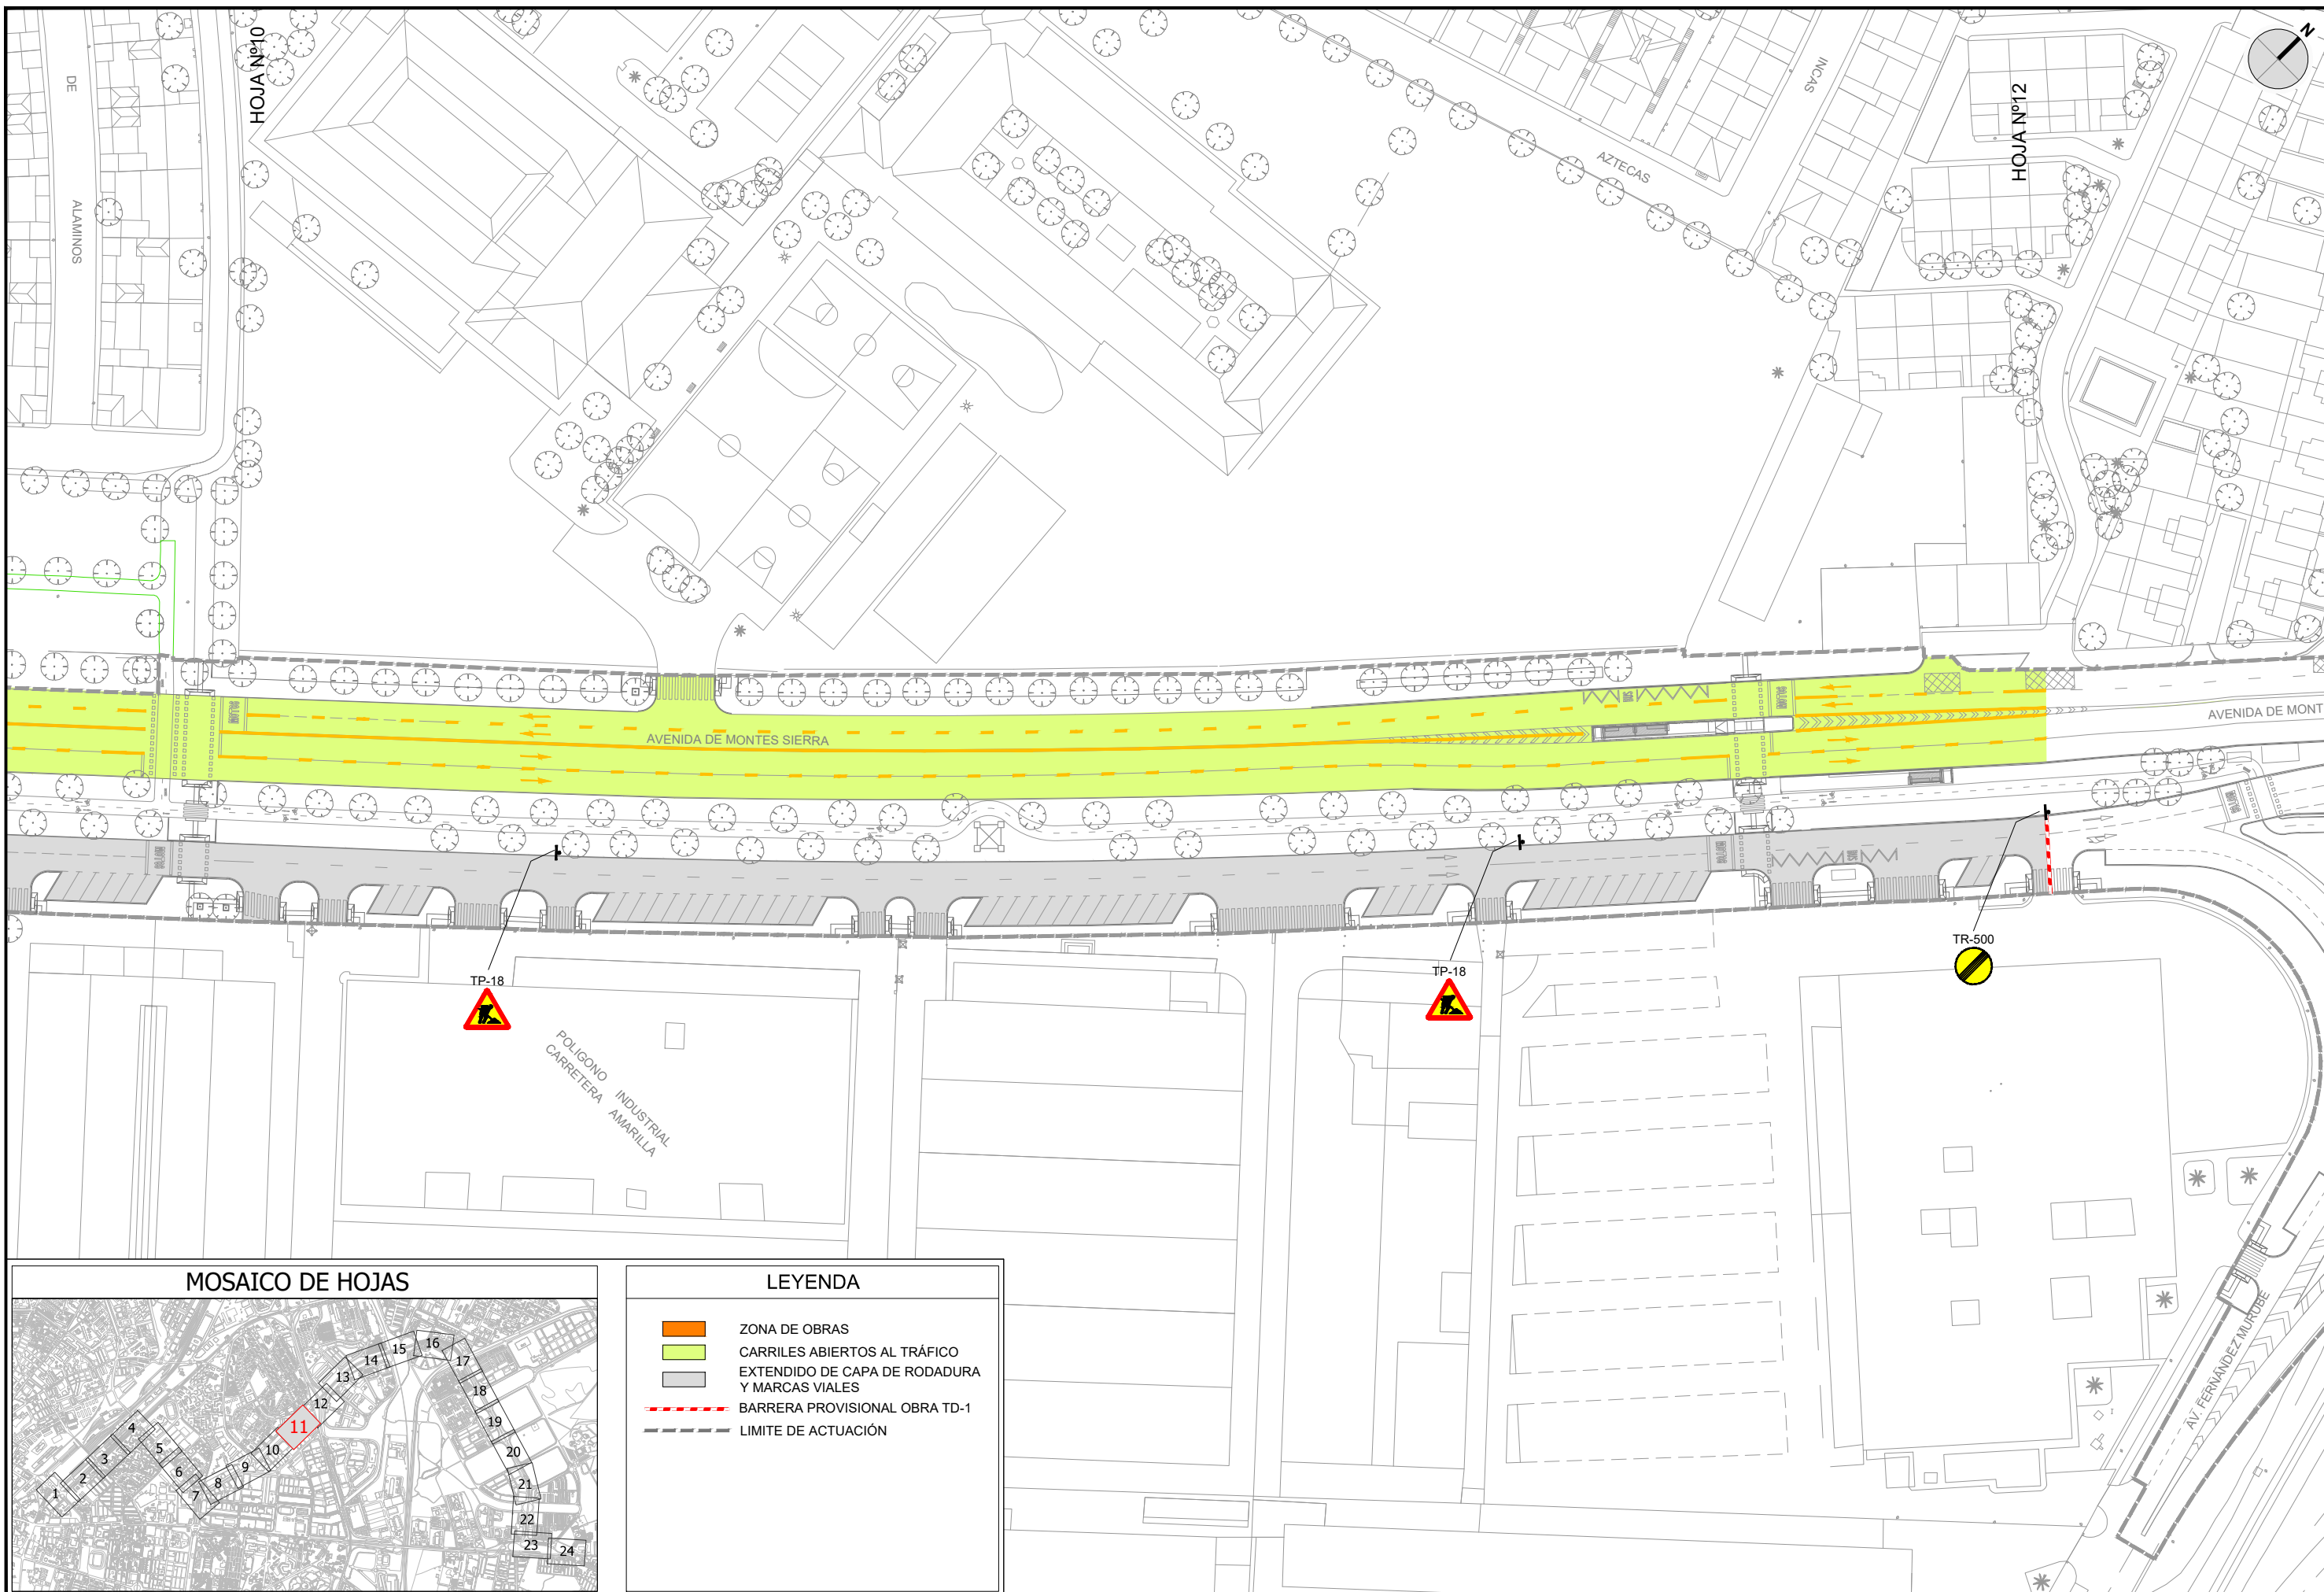 HOJA Nº10
N
DE
ALAMINOS
INCAS
AZTECAS
HOJA Nº12
AVENIDA DE MONTES SIERRA
AVENIDA DE MONT
BUS
BUS
TP-18
TP-18
TR-500
POLIGONO INDUSTRIAL
CARRETERA AMARILLA
AV. FERNÁNDEZ MURUBE
MOSAICO DE HOJAS
1
2
3
4
5
6
7
8
9
10
11
12
13
14
15
16
17
18
19
20
21
22
23
24
LEYENDA
ZONA DE OBRAS
CARRILES ABIERTOS AL TRÁFICO
EXTENDIDO DE CAPA DE RODADURA
Y MARCAS VIALES
BARRERA PROVISIONAL OBRA TD-1
LIMITE DE ACTUACIÓN